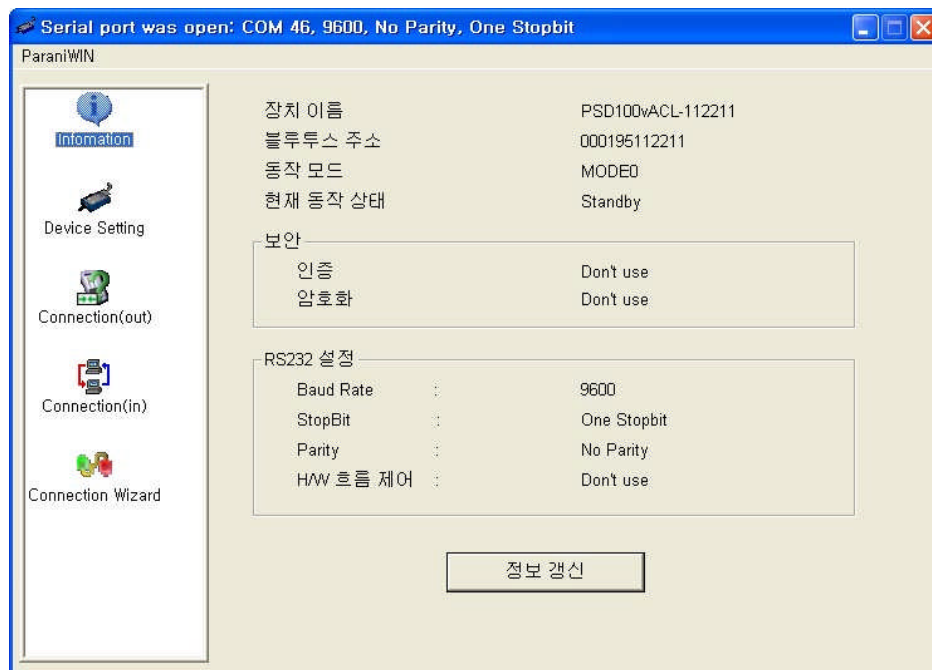 Serial port was open: COM 46, 9600, No Parity, One Stopbit
ParaniWIN
Infomation
Device Setting
Connection(out)
Connection(in)
Connection Wizard
장치 이름 PSD100vACL-112211
블루투스 주소 000195112211
동작 모드 MODE0
현재 동작 상태 Standby
보안
인증 Don't use
암호화 Don't use
RS232 설정
Baud Rate : 9600
StopBit : One Stopbit
Parity : No Parity
H/W 흐름 제어 : Don't use
정보 갱신